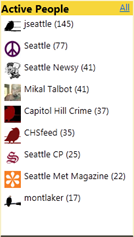 Active People All
jseattle (145)
Seattle (77)
Seattle Newsy (41)
Mikal Talbot (41)
Capitol Hill Crime (37)
CHSfeed (35)
Seattle CP (25)
Seattle Met Magazine (22)
montlaker (17)